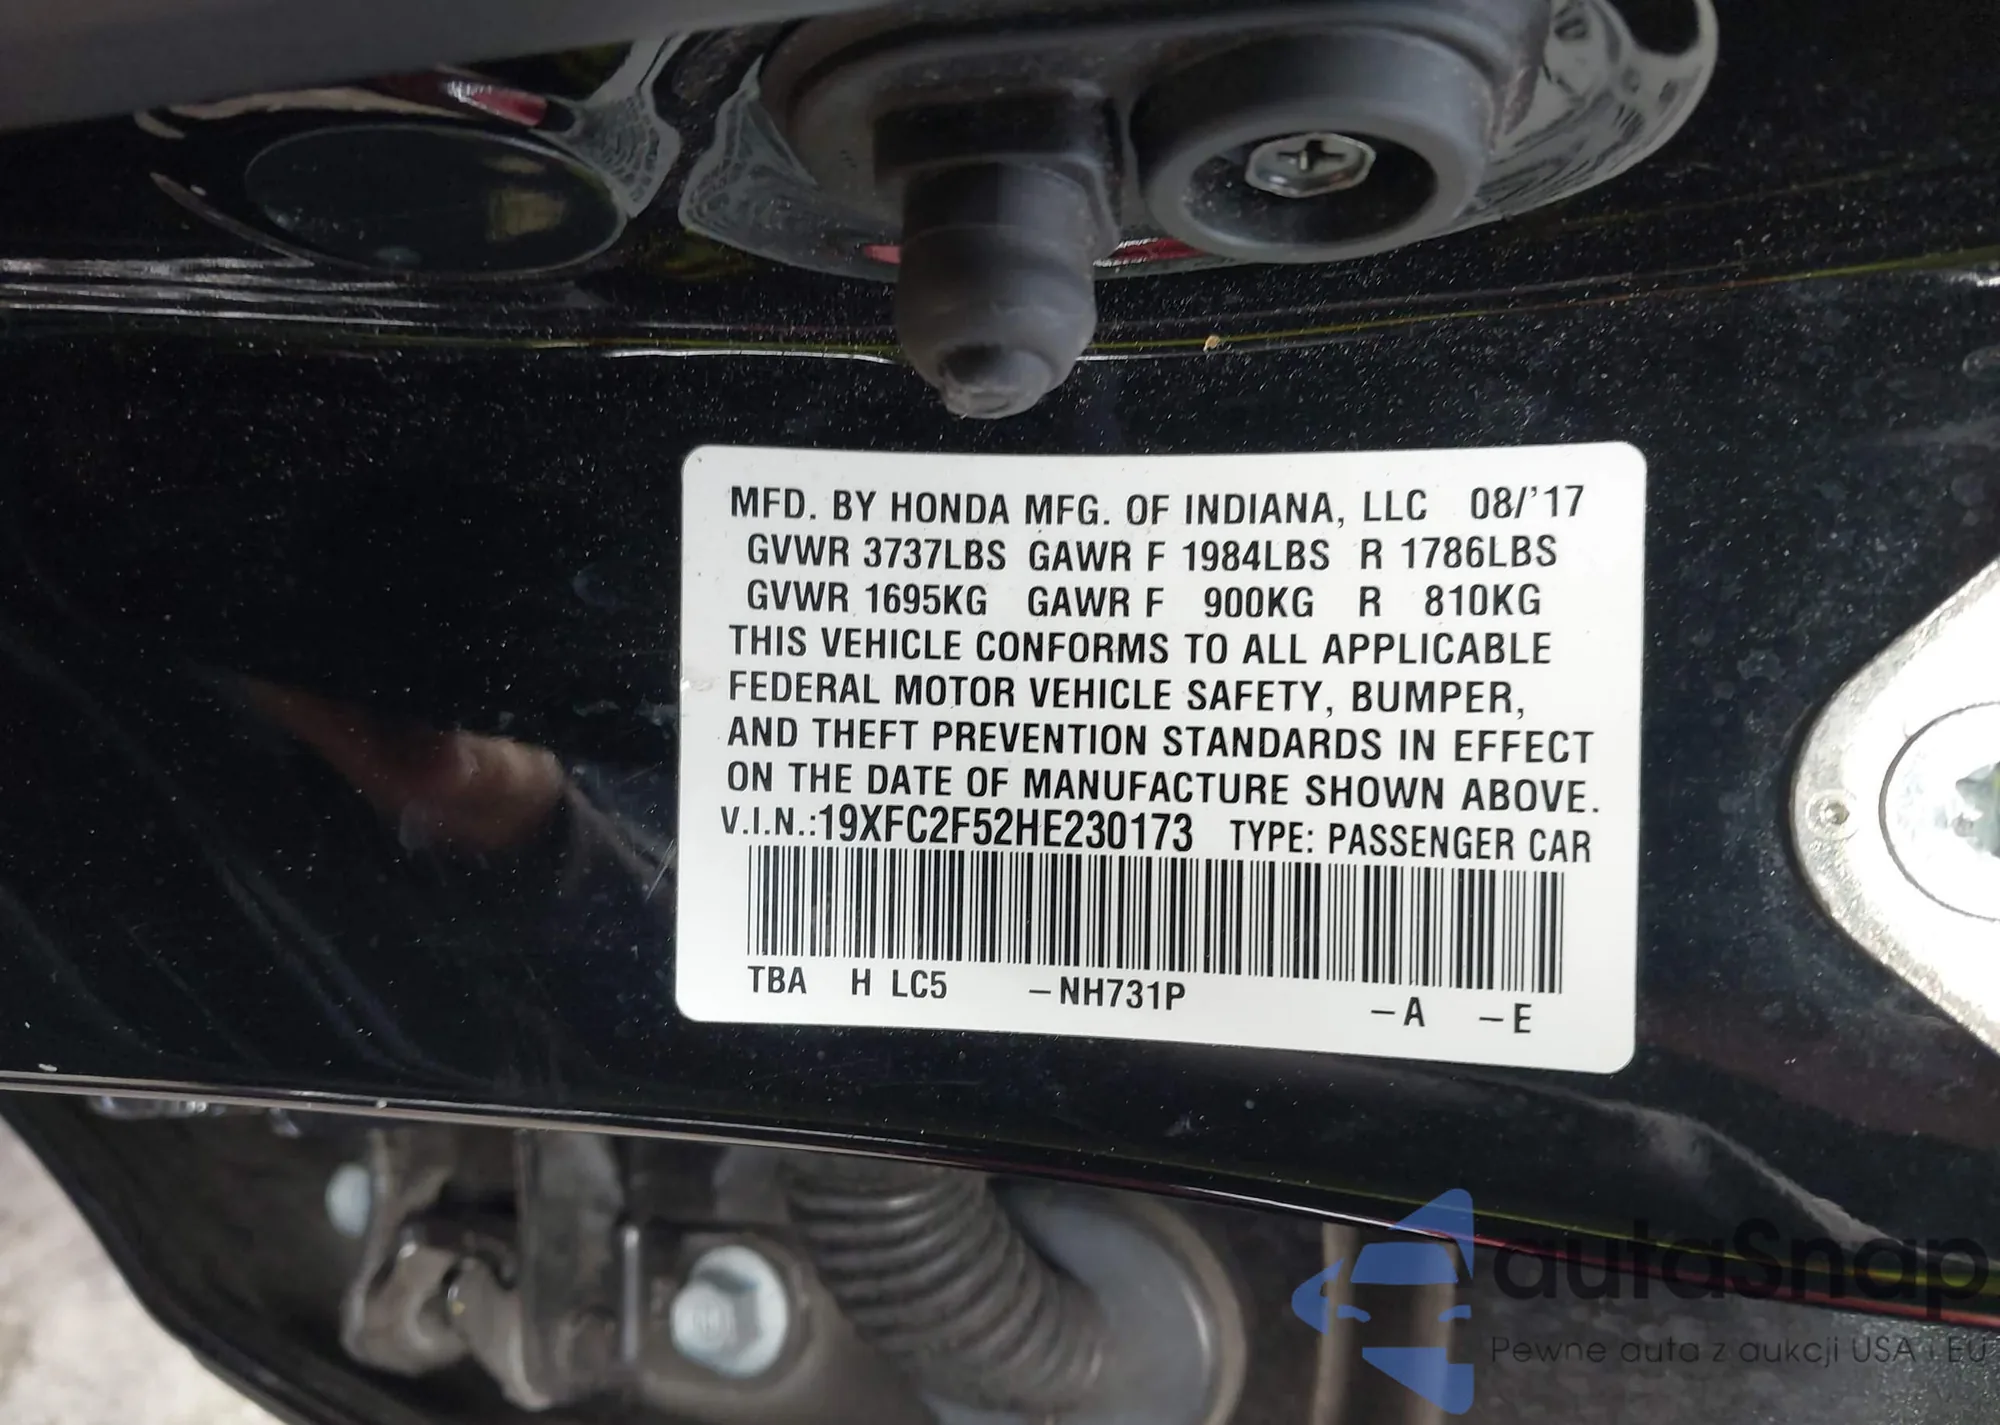 MFD. BY HONDA MFG. OF INDIANA, LLC 08/'17
GVWR 3737LBS GAWR F 1984LBS R 1786LBS
GVWR 1695KG GAWR F 900KG R 810KG
THIS VEHICLE CONFORMS TO ALL APPLICABLE
FEDERAL MOTOR VEHICLE SAFETY, BUMPER,
AND THEFT PREVENTION STANDARDS IN EFFECT
ON THE DATE OF MANUFACTURE SHOWN ABOVE.
V.I.N.:19XFC2F52HE230173 TYPE: PASSENGER CAR
TBA H LC5 -NH731P -A -E
autaSnap
Pewne auta z aukcji USA i EU